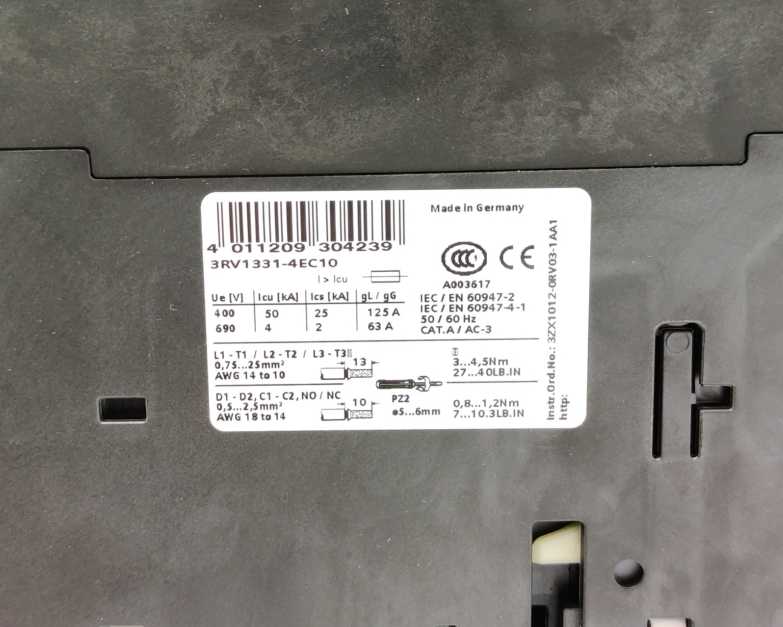 Made in Germany
4 011209 304239
3RV1331-4EC10
CCC CE
I > Icu
A003617
Ue [V] Icu [kA] Ics [kA] gL / gG
400 50 25 125 A
690 4 2 63 A
IEC / EN 60947-2
IEC / EN 60947-4-1
50 / 60 Hz
CAT.A / AC-3
L1 - T1 / L2 - T2 / L3 - T3
0,75...25mm²
AWG 14 to 10
13
3...4,5Nm
27...40LB.IN
D1 - D2, C1 - C2, NO / NC
0,5...2,5mm²
AWG 18 to 14
10
PZ2
ø5...6mm
0,8...1,2Nm
7...10.3LB.IN
Instr.Ord.No.: 3ZX1012-0RV03-1AA1
http: